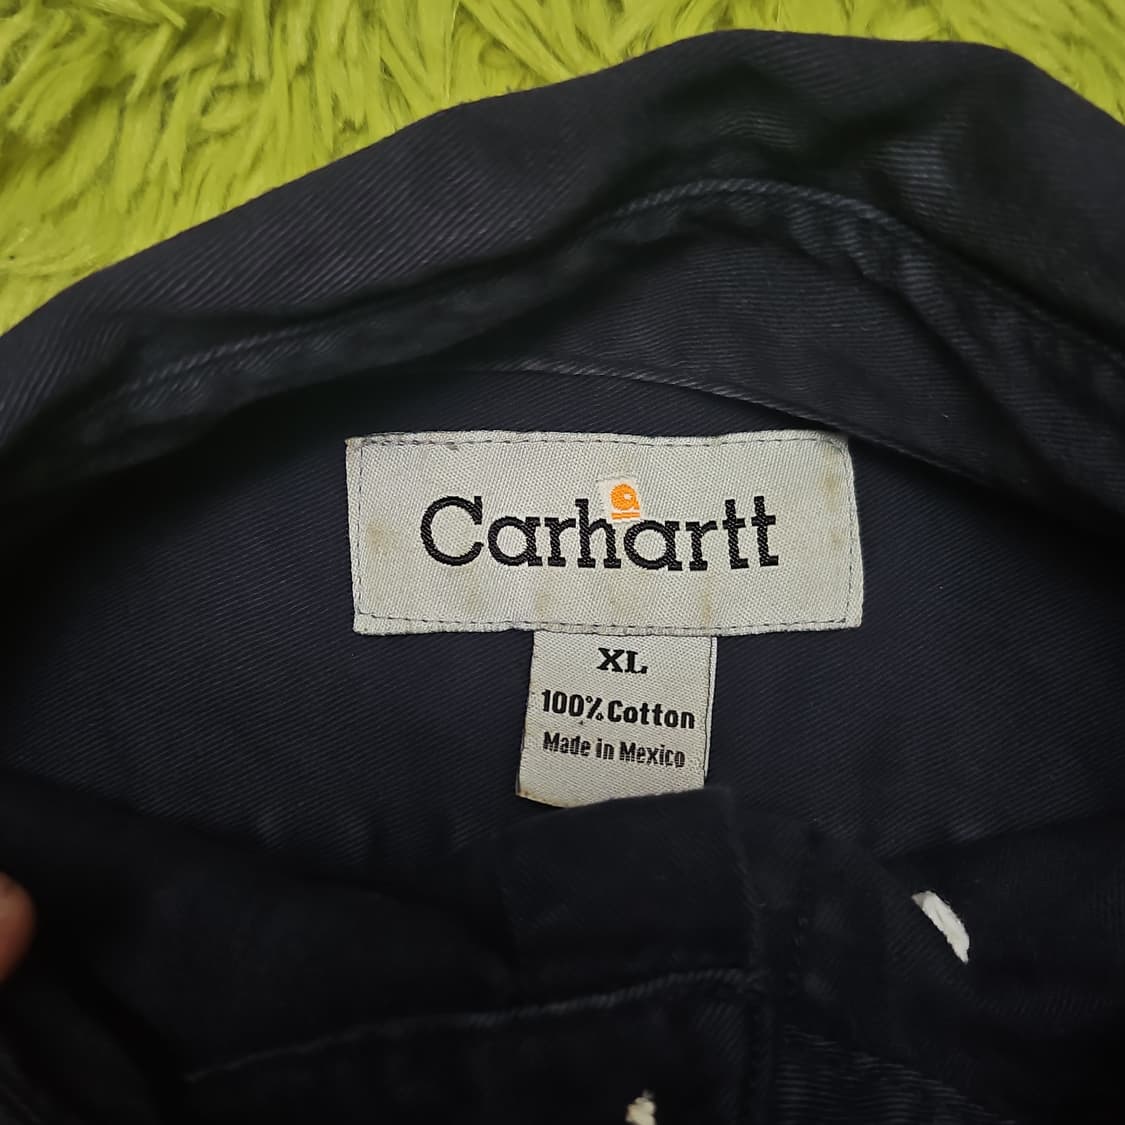 Carhartt
XL
100% Cotton
Made in Mexico